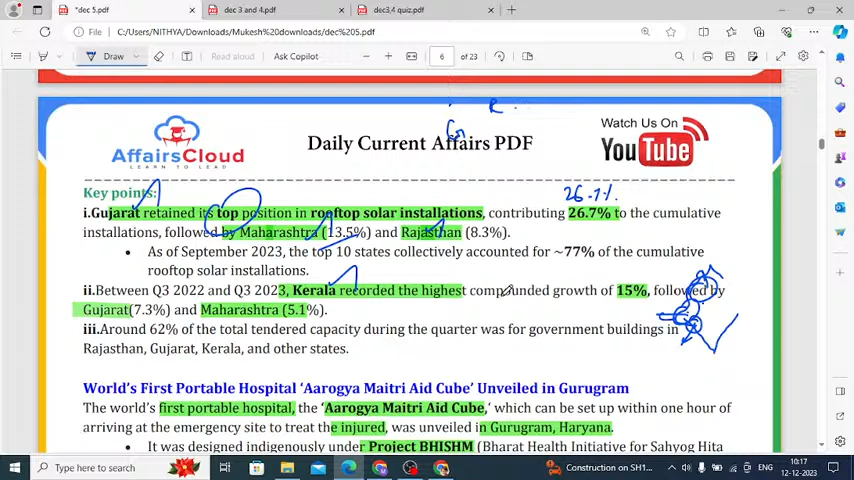 *dec 5.pdf
dec 3 and 4.pdf
dec3,4 quiz.pdf
File
C:/Users/NITHYA/Downloads/Mukesh%20downloads/dec%205.pdf
Draw
Read aloud
Ask Copilot
6 of 23
R
Gn
AffairsCloud
LEARN TO LEAD
Daily Current Affairs PDF
Watch Us On
YouTube
Key points:
26.7%
i.Gujarat retained its top position in rooftop solar installations, contributing 26.7% to the cumulative
installations, followed by Maharashtra (13.5%) and Rajasthan (8.3%).
• As of September 2023, the top 10 states collectively accounted for ~77% of the cumulative
rooftop solar installations.
ii.Between Q3 2022 and Q3 2023, Kerala recorded the highest compounded growth of 15%, followed by
Gujarat(7.3%) and Maharashtra (5.1%).
iii.Around 62% of the total tendered capacity during the quarter was for government buildings in
Rajasthan, Gujarat, Kerala, and other states.
World's First Portable Hospital 'Aarogya Maitri Aid Cube' Unveiled in Gurugram
The world's first portable hospital, the 'Aarogya Maitri Aid Cube,' which can be set up within one hour of
arriving at the emergency site to treat the injured, was unveiled in Gurugram, Haryana.
• It was designed indigenously under Project BHISHM (Bharat Health Initiative for Sahyog Hita
Type here to search
Construction on SH1...
ENG
10:17
12-12-2023